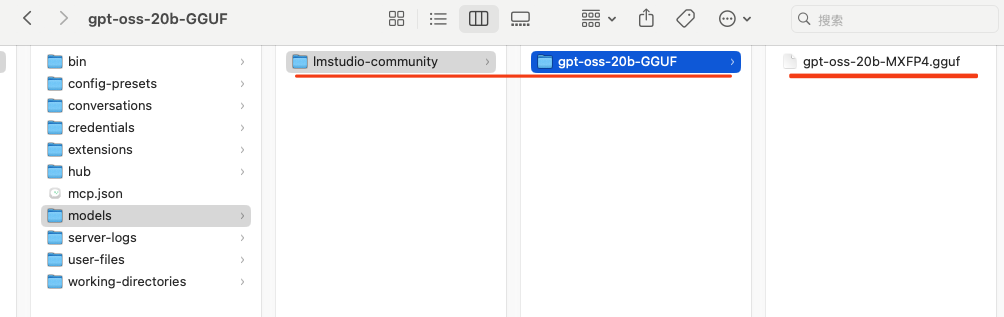 gpt-oss-20b-GGUF
搜索
bin
config-presets
conversations
credentials
extensions
hub
mcp.json
models
server-logs
user-files
working-directories
lmstudio-community
gpt-oss-20b-GGUF
gpt-oss-20b-MXFP4.gguf